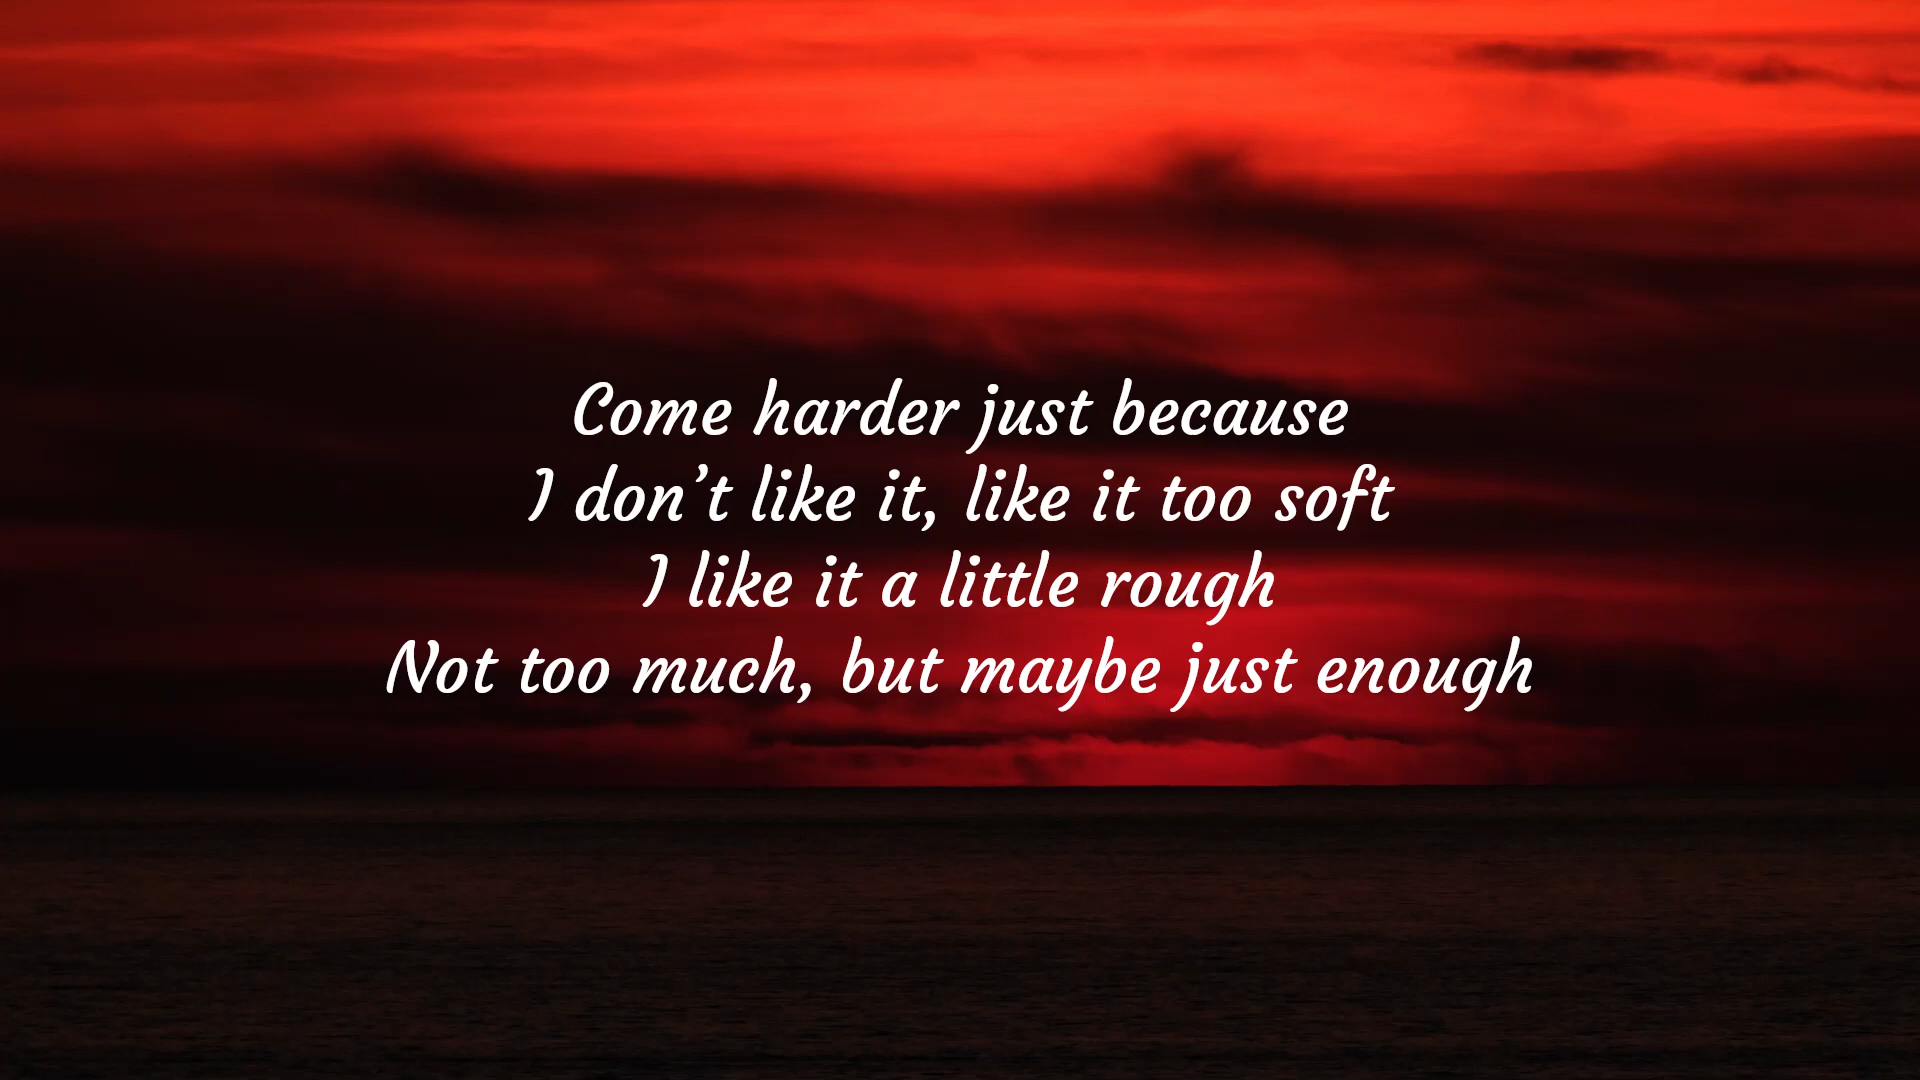 Come harder just because
I don’t like it, like it too soft
I like it a little rough
Not too much, but maybe just enough